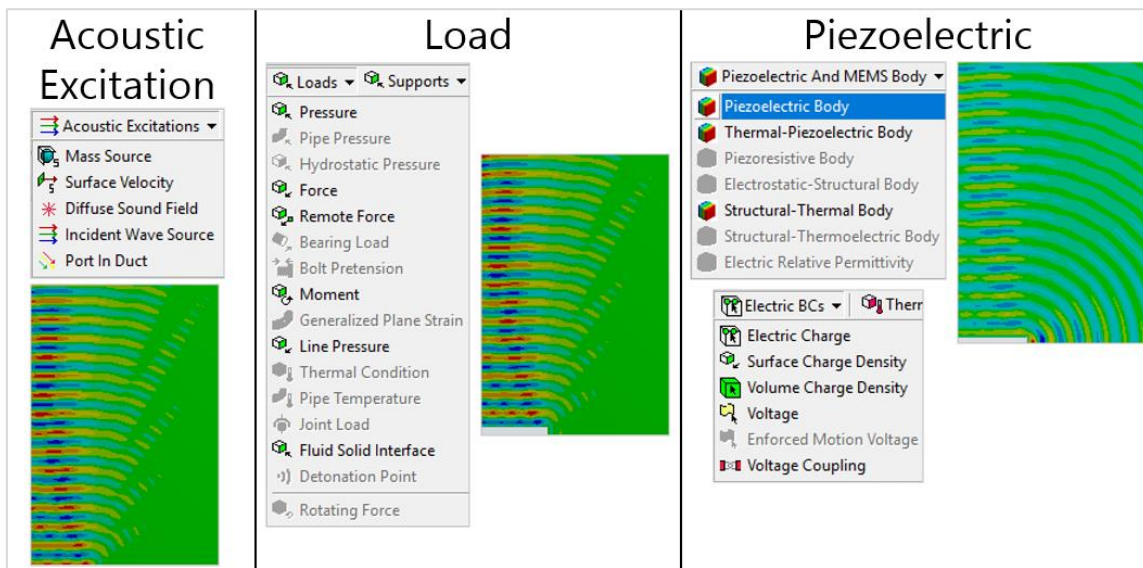 Acoustic
Excitation
Acoustic Excitations
Mass Source
Surface Velocity
Diffuse Sound Field
Incident Wave Source
Port In Duct
Load
Loads Supports
Pressure
Pipe Pressure
Hydrostatic Pressure
Force
Remote Force
Bearing Load
Bolt Pretension
Moment
Generalized Plane Strain
Line Pressure
Thermal Condition
Pipe Temperature
Joint Load
Fluid Solid Interface
Detonation Point
Rotating Force
Piezoelectric
Piezoelectric And MEMS Body
Piezoelectric Body
Thermal-Piezoelectric Body
Piezoresistive Body
Electrostatic-Structural Body
Structural-Thermal Body
Structural-Thermoelectric Body
Electric Relative Permittivity
Electric BCs Therr
Electric Charge
Surface Charge Density
Volume Charge Density
Voltage
Enforced Motion Voltage
Voltage Coupling